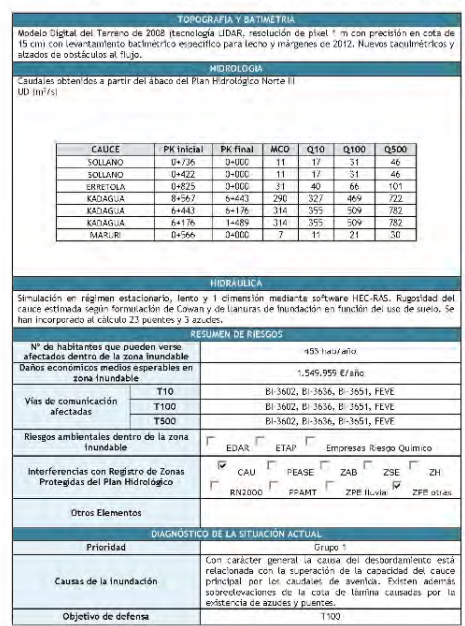 TOPOGRAFÍA Y BATIMETRÍA
Modelo Digital del Terreno de 2008 (tecnología LIDAR, resolución de pixel 1 m con precisión en cota de
15 cm) con levantamiento batimétrico específico para lecho y márgenes de 2012. Nuevos taquimétricos y
alzados de obstáculos al flujo.
HIDROLOGÍA
Caudales obtenidos a partir del ábaco del Plan Hidrológico Norte III
UD (m³/s)
CAUCE PK inicial PK final MCO Q10 Q100 Q500
SOLLANO 0+736 0+000 11 17 31 46
SOLLANO 0+422 0+000 11 17 31 46
ERRETOLA 0+825 0+000 31 40 66 101
KADAGUA 8+567 6+443 290 327 469 722
KADAGUA 6+443 6+176 314 355 509 782
KADAGUA 6+176 1+489 314 355 509 782
MARURI 0+566 0+000 7 11 21 30
HIDRÁULICA
Simulación en régimen estacionario, lento y 1 dimensión mediante software HEC-RAS. Rugosidad del
cauce estimada según formulación de Cowan y de llanuras de inundación en función del uso de suelo. Se
han incorporado al cálculo 23 puentes y 3 azudes.
RESUMEN DE RIESGOS
Nº de habitantes que pueden verse
afectados dentro de la zona inundable
453 hab/año
Daños económicos medios esperables en
zona inundable
1.549.959 €/año
Vías de comunicación
afectadas
T10 BI-3602, BI-3636, BI-3651, FEVE
T100 BI-3602, BI-3636, BI-3651, FEVE
T500 BI-3602, BI-3636, BI-3651, FEVE
Riesgos ambientales dentro de la zona
inundable
EDAR ETAP Empresas Riesgo Químico
Interferencias con Registro de Zonas
Protegidas del Plan Hidrológico
CAU PEASE ZAB ZSE ZH
RN2000 PPAMT ZPE fluvial ZPE otras
Otros Elementos
DIAGNÓSTICO DE LA SITUACIÓN ACTUAL
Prioridad Grupo 1
Causas de la inundación
Con carácter general la causa del desbordamiento está
relacionada con la superación de la capacidad del cauce
principal por los caudales de avenida. Existen además
sobreelevaciones de la cota de lámina causadas por la
existencia de azudes y puentes.
Objetivo de defensa T100